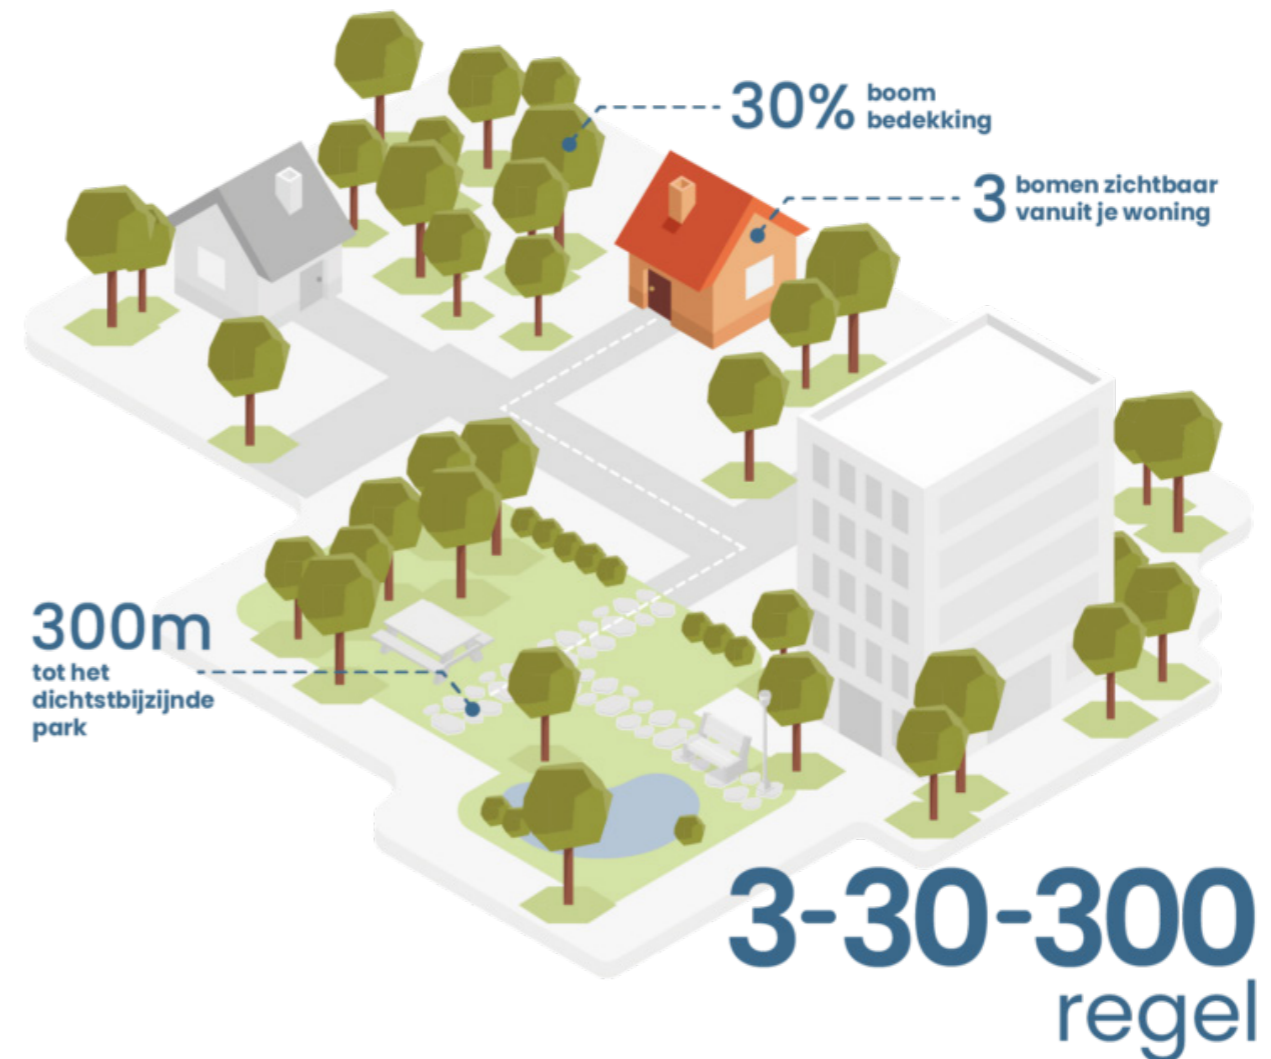 30% boom
bedekking
3 bomen zichtbaar
vanuit je woning
300m
tot het
dichtstbijzijnde
park
3-30-300
regel